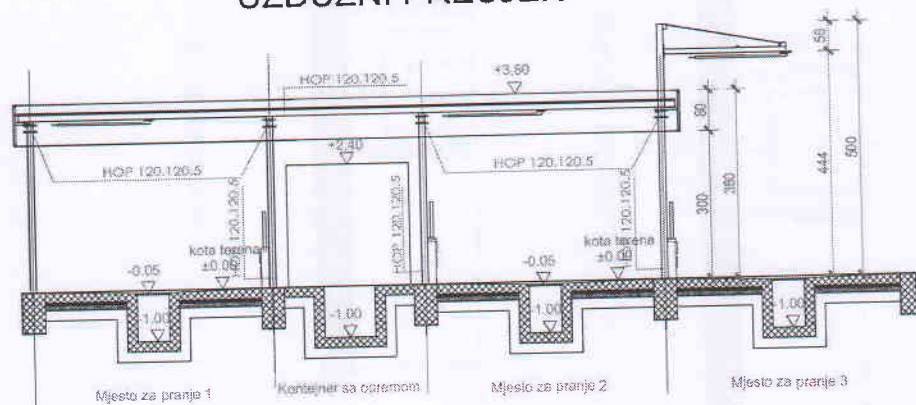 HOP 120.120.5
+3,60
+2,40
HOP 120.120.5
HOP 120.120.5
HOP 120.120.5
HOP 120.120.5
HOP 120.120.5
56
80
300
380
444
500
kota terena
±0.00
-0.05
kota terena
±0.00
-0.05
-1.00
-1.00
-1.00
-1.00
Mjesto za pranje 1
Kontejner sa opremom
Mjesto za pranje 2
Mjesto za pranje 3